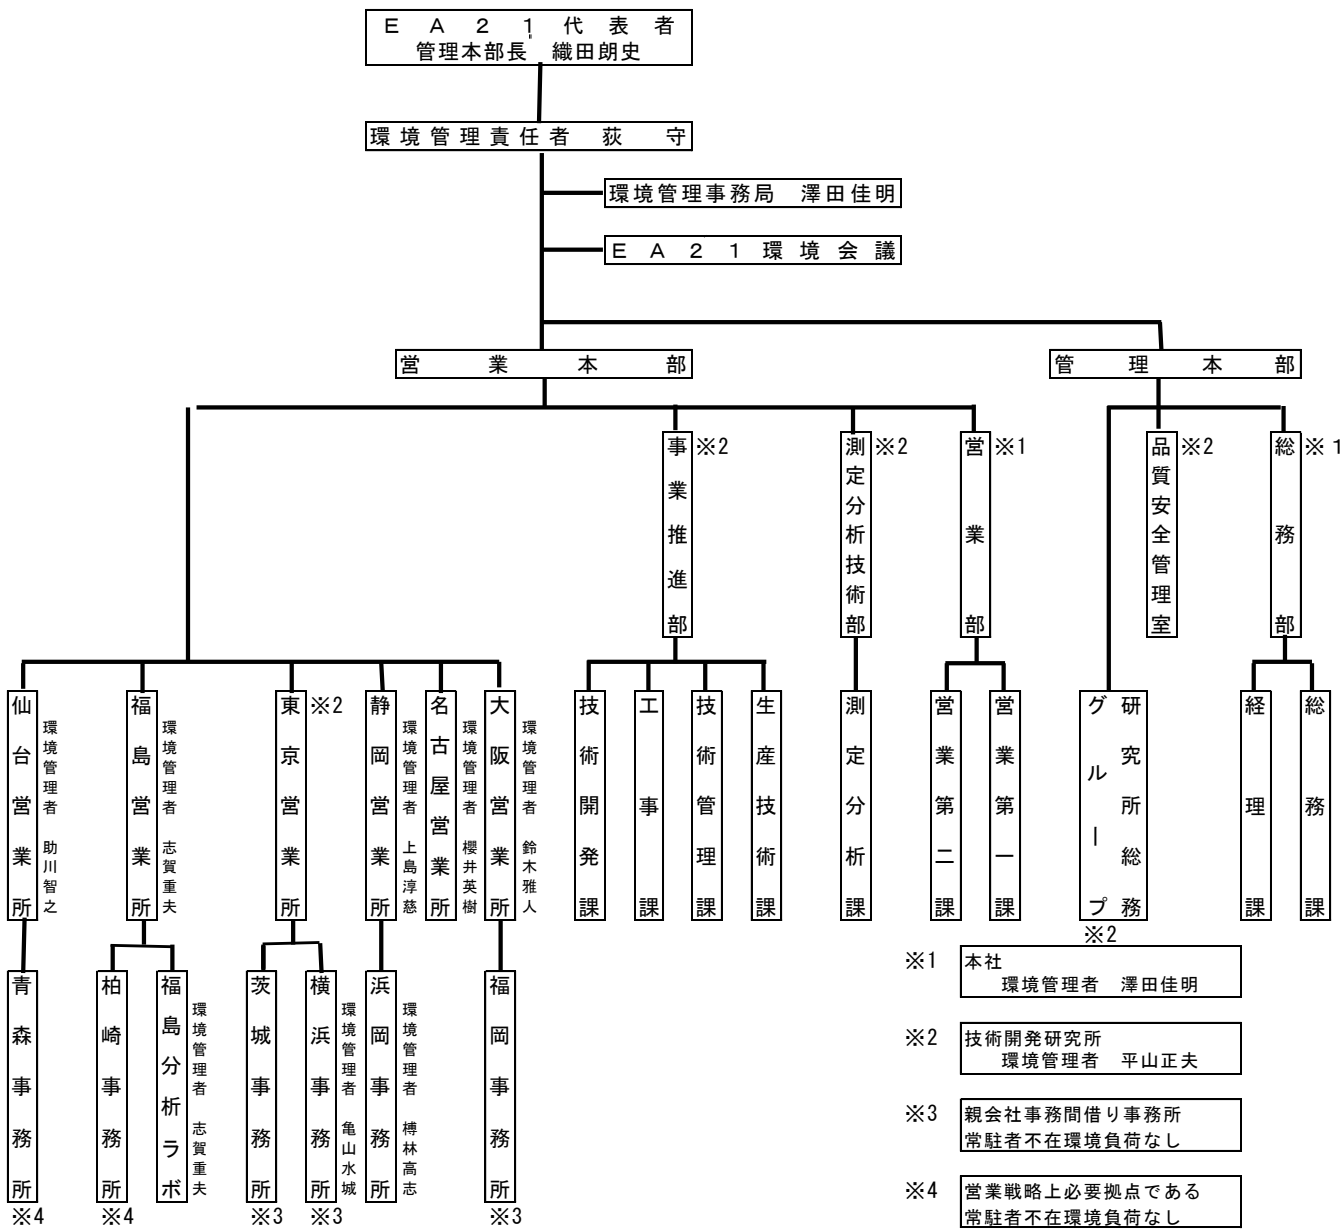 ＥＡ２１代表者
管理本部長　織田朗史
環境管理責任者　荻　守
環境管理事務局　澤田佳明
ＥＡ２１環境会議
営業本部
管理本部
事業推進部
※2
測定分析技術部
※2
営業部
※1
品質安全管理室
※2
総務部
※１
仙台営業所
環境管理者　助川智之
福島営業所
環境管理者　志賀重夫
東京営業所
※2
静岡営業所
環境管理者　上島淳慈
名古屋営業所
環境管理者　櫻井英樹
大阪営業所
環境管理者　鈴木雅人
技術開発課
工事課
技術管理課
生産技術課
測定分析課
営業第二課
営業第一課
研究所総務
グループ
※2
経理課
総務課
青森事務所
※4
柏崎事務所
※4
福島分析ラボ
環境管理者　志賀重夫
茨城事務所
※3
横浜事務所
環境管理者　亀山水城
※3
浜岡事務所
環境管理者　榑林高志
福岡事務所
※3
※1
本社
環境管理者　澤田佳明
※2
技術開発研究所
環境管理者　平山正夫
※3
親会社事務間借り事務所
常駐者不在環境負荷なし
※4
営業戦略上必要拠点である
常駐者不在環境負荷なし